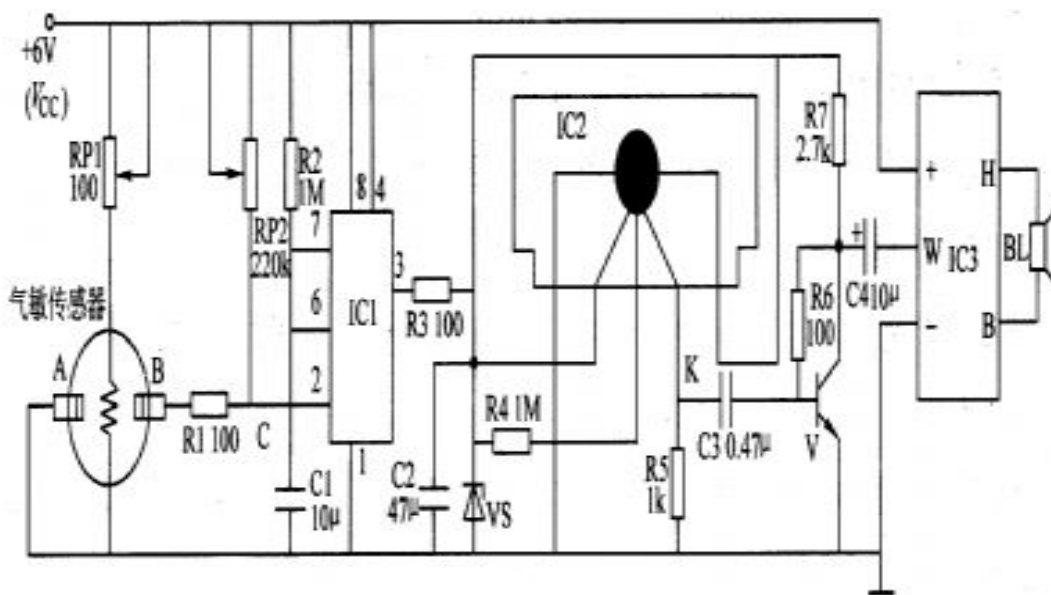 +6V
(VCC)
RP1
100
气敏传感器
A
B
R1 100
C
RP2
220k
R2
1M
7
6
2
8
4
3
1
IC1
R3 100
C1
10μ
C2
47μ
VS
R4 1M
IC2
K
R5
1k
C3 0.47μ
R6
100
R7
2.7k
V
+
C4 10μ
+
W
−
IC3
H
B
BL